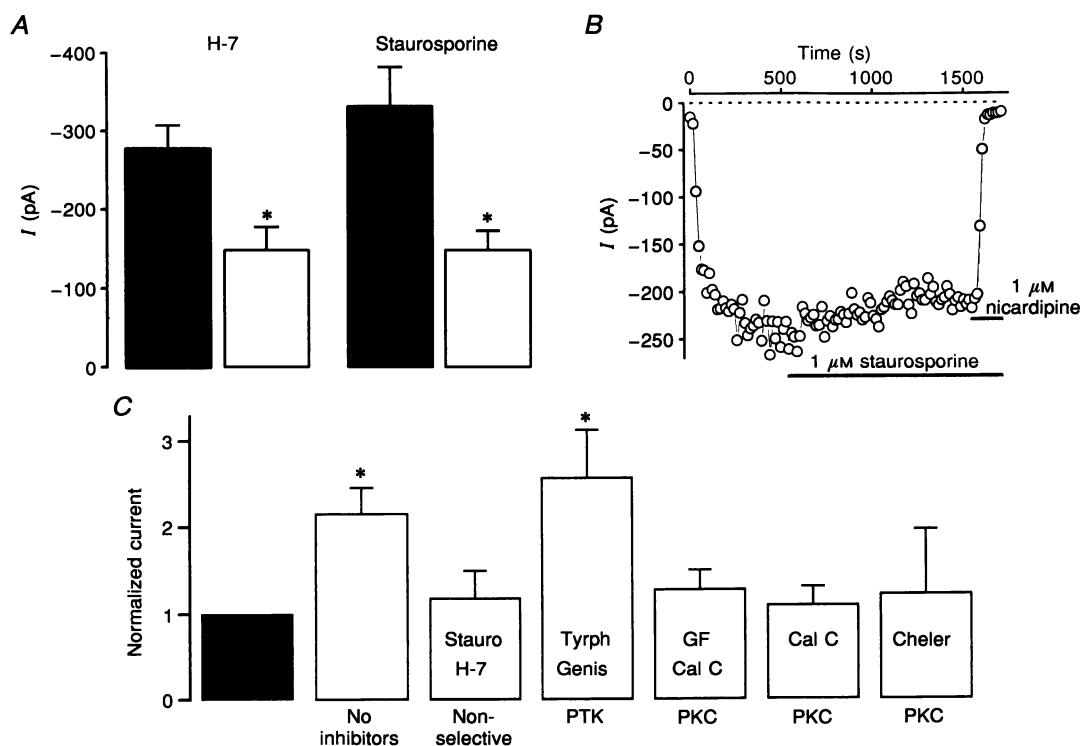 A
H-7
Staurosporine
-400
-300
-200
-100
0
I (pA)
*
*
B
Time (s)
0 500 1000 1500
0
-50
-100
-150
-200
-250
I (pA)
1 μM
nicardipine
1 μM staurosporine
C
3
2
1
0
Normalized current
*
*
Stauro
H-7
Tyrph
Genis
GF
Cal C
Cal C
Cheler
No
inhibitors
Non-
selective
PTK
PKC
PKC
PKC